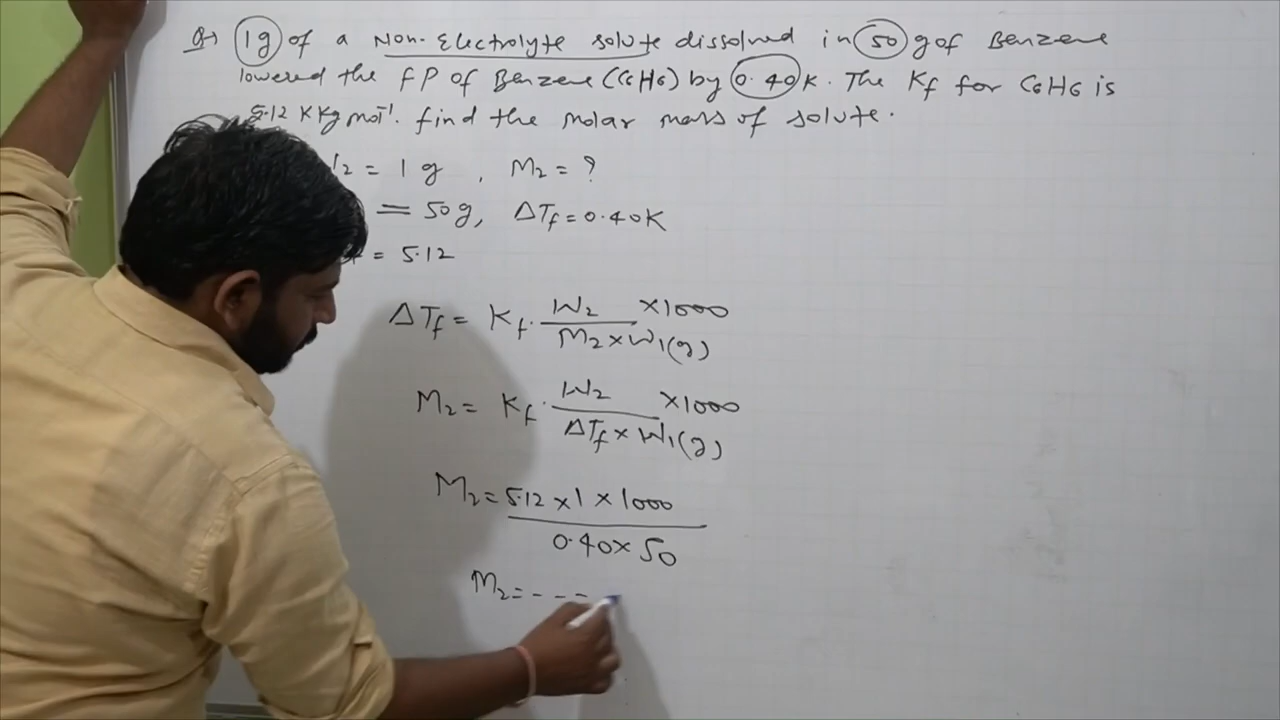 Q→ 1g of a Non-Electrolyte solute dissolved in 50 g of Benzene
lowered the FP of Benzene (C6H6) by 0.40 K. The Kf for C6H6 is
5.12 K Kg mol⁻¹. find the molar mass of solute.
2 = 1 g, M₂ = ?
= 50g, ΔTf = 0.40K
= 5.12
ΔTf = Kf. W₂ / M₂ × W₁(g) × 1000
M₂ = Kf. W₂ / ΔTf × W₁(g) × 1000
M₂ = 5.12 × 1 × 1000 / 0.40 × 50
M₂ = - - -